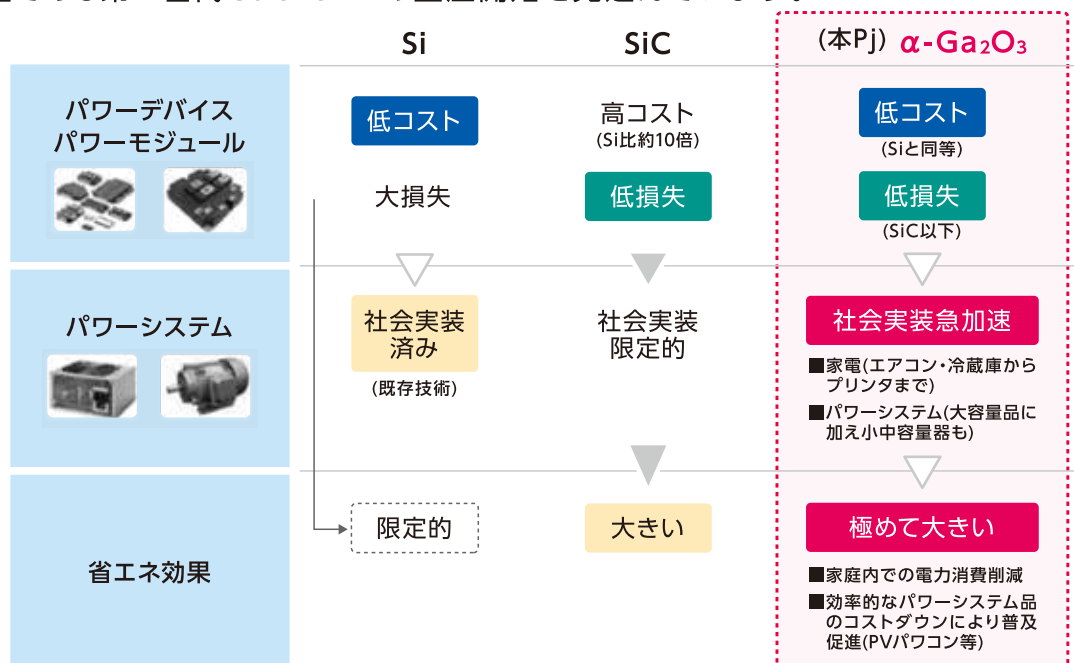 Si
SiC
(本Pj) α-Ga₂O₃
パワーデバイス
パワーモジュール
低コスト
高コスト
(Si比約10倍)
低コスト
(Siと同等)
大損失
低損失
低損失
(SiC以下)
パワーシステム
社会実装
済み
(既存技術)
社会実装
限定的
社会実装急加速
■家電(エアコン・冷蔵庫から
プリンタまで)
■パワーシステム(大容量品に
加え小中容量器も)
省エネ効果
限定的
大きい
極めて大きい
■家庭内での電力消費削減
■効率的なパワーシステム品
のコストダウンにより普及
促進(PVパワコン等)